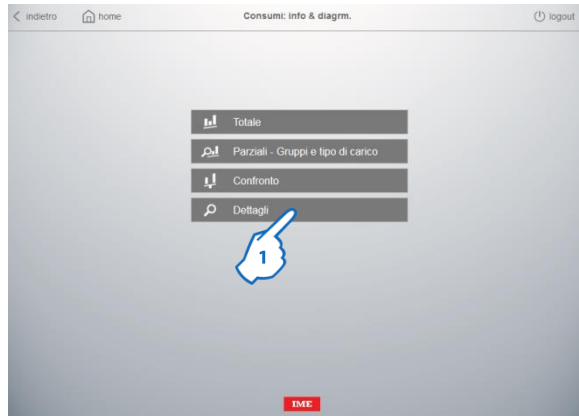 indietro home Consumi: info & diagrm. logout
Totale
Parziali - Gruppi e tipo di carico
Confronto
Dettagli
1
IME